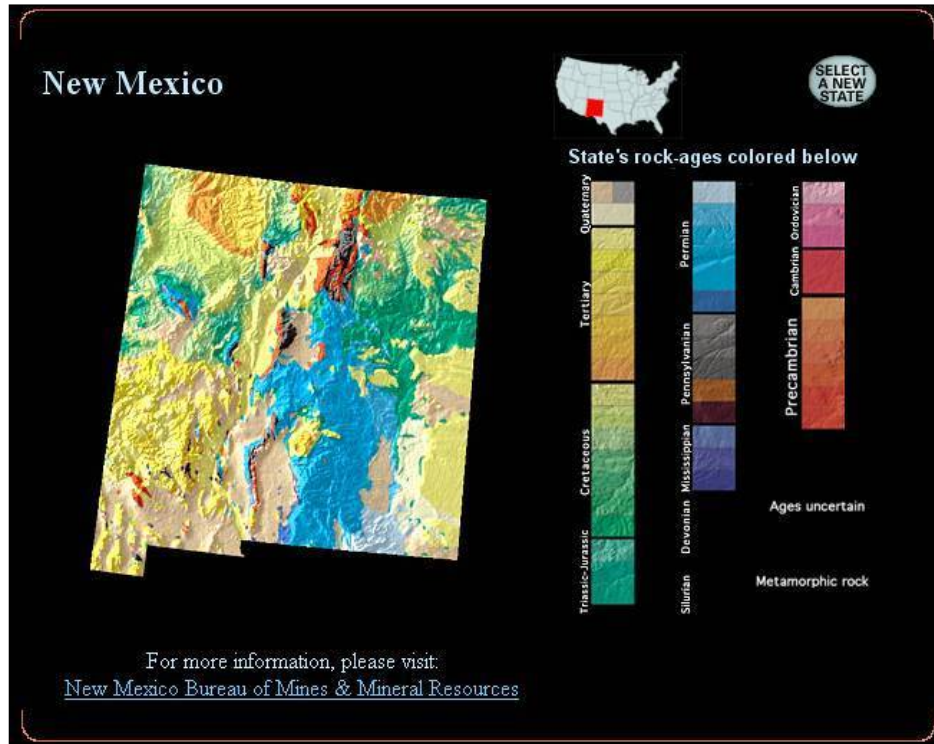 New Mexico
SELECT
A NEW
STATE
State's rock-ages colored below
Quaternary
Tertiary
Cretaceous
Triassic-Jurassic
Permian
Pennsylvanian
Mississippian
Devonian
Silurian
Ordovician
Cambrian
Precambrian
Ages uncertain
Metamorphic rock
For more information, please visit:
New Mexico Bureau of Mines & Mineral Resources